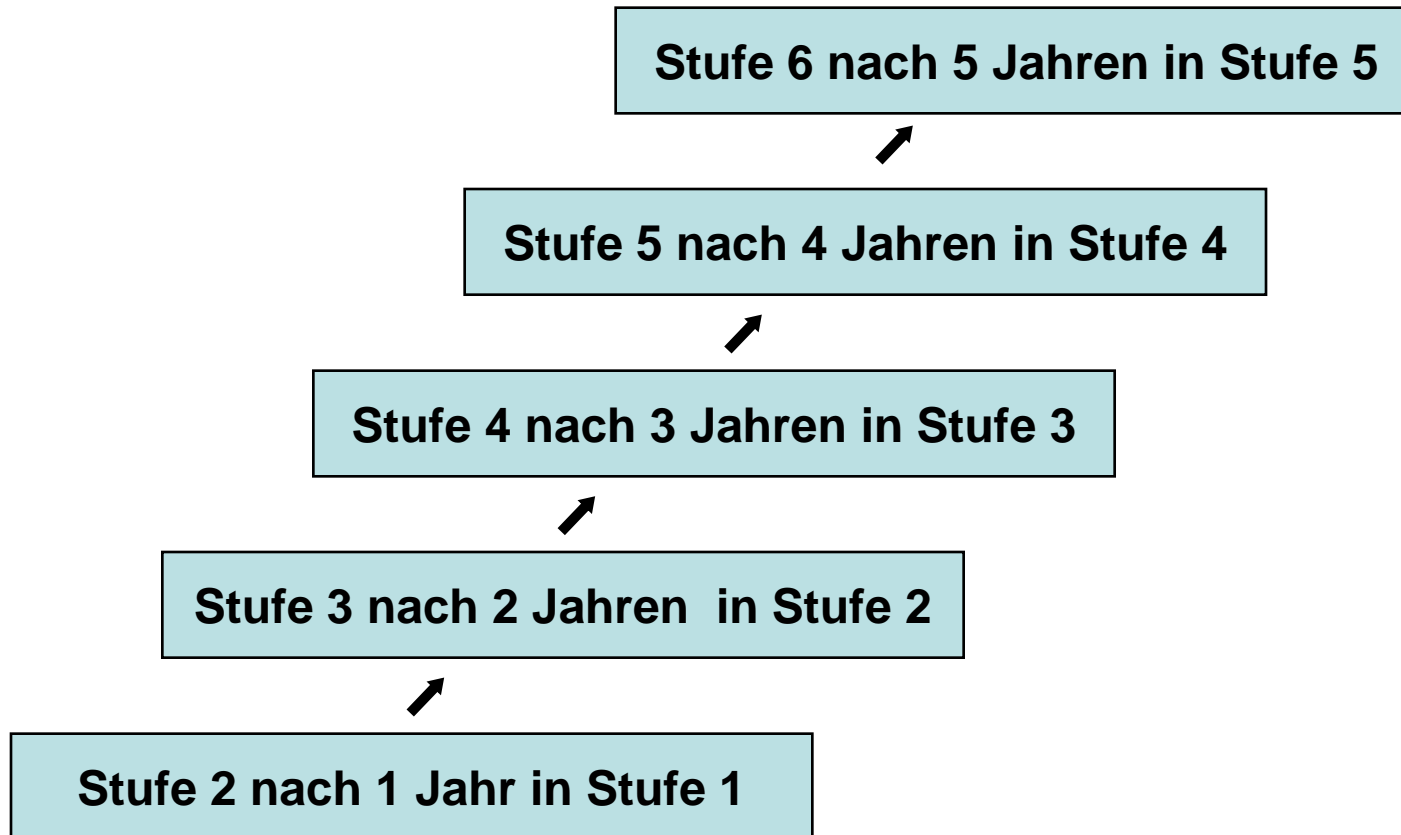 Stufe 6 nach 5 Jahren in Stufe 5
Stufe 5 nach 4 Jahren in Stufe 4
Stufe 4 nach 3 Jahren in Stufe 3
Stufe 3 nach 2 Jahren  in Stufe 2
Stufe 2 nach 1 Jahr in Stufe 1